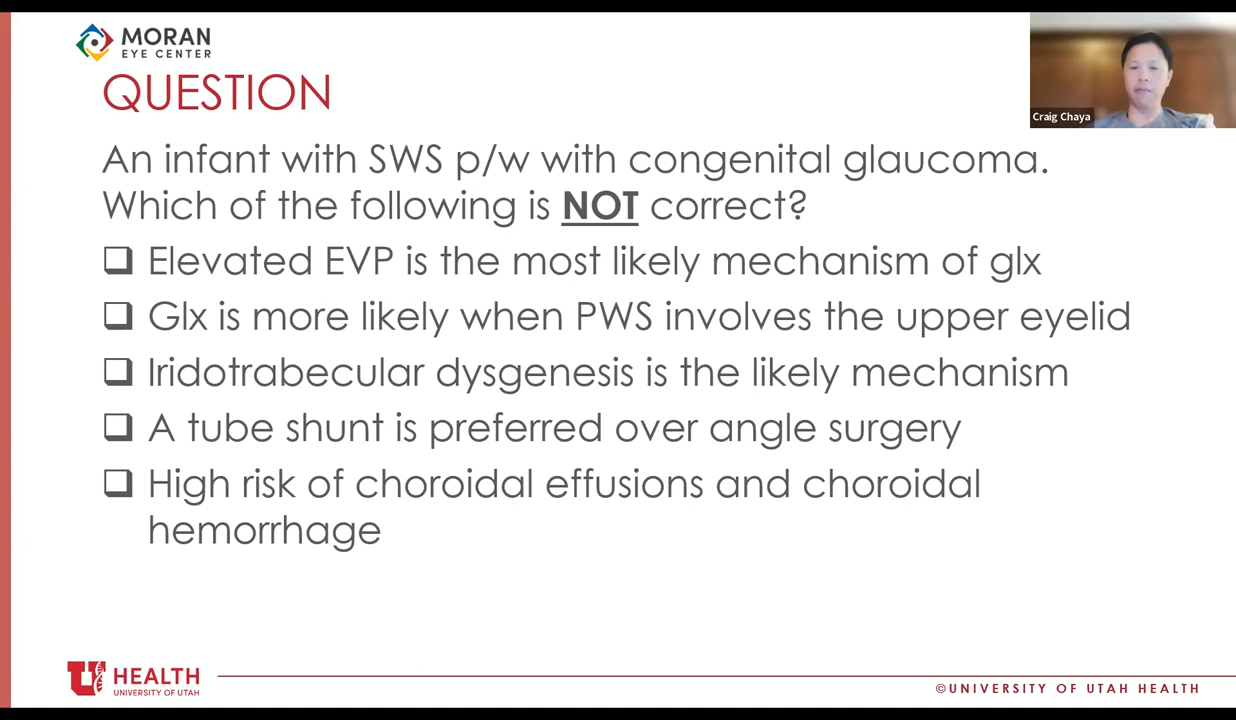 MORAN
EYE CENTER
QUESTION
Craig Chaya
An infant with SWS p/w with congenital glaucoma.
Which of the following is NOT correct?
Elevated EVP is the most likely mechanism of glx
Glx is more likely when PWS involves the upper eyelid
Iridotrabecular dysgenesis is the likely mechanism
A tube shunt is preferred over angle surgery
High risk of choroidal effusions and choroidal
hemorrhage
U HEALTH
UNIVERSITY OF UTAH
©UNIVERSITY OF UTAH HEALTH